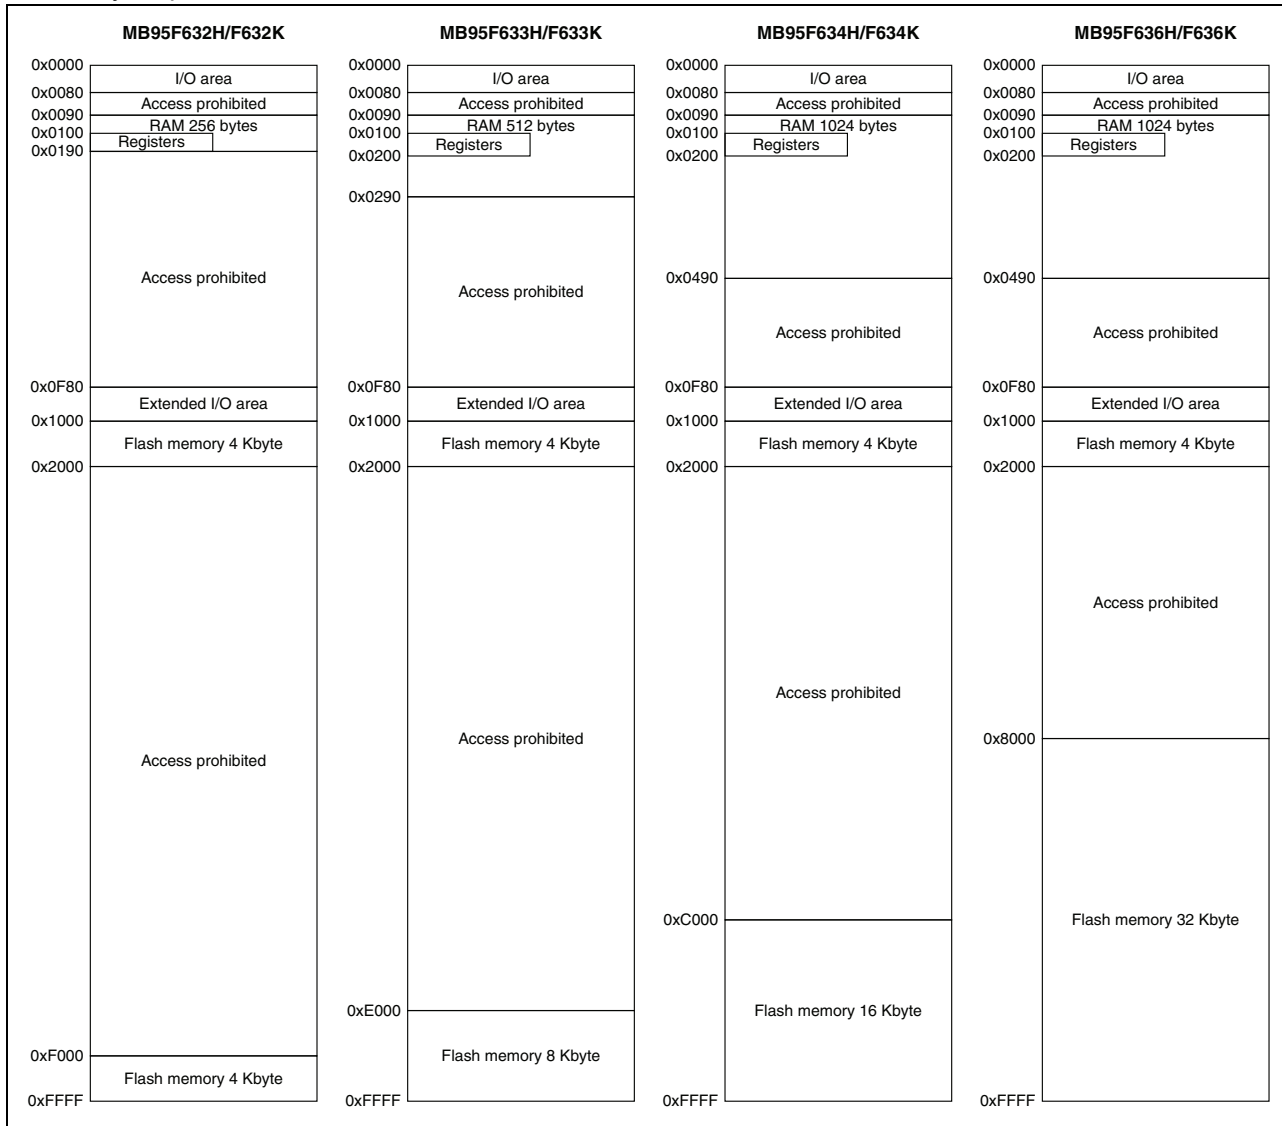 MB95F632H/F632K
0x0000
I/O area
0x0080
Access prohibited
0x0090
RAM 256 bytes
0x0100
Registers
0x0190
Access prohibited
0x0F80
Extended I/O area
0x1000
Flash memory 4 Kbyte
0x2000
Access prohibited
0xF000
Flash memory 4 Kbyte
0xFFFF
MB95F633H/F633K
0x0000
I/O area
0x0080
Access prohibited
0x0090
RAM 512 bytes
0x0100
Registers
0x0200
0x0290
Access prohibited
0x0F80
Extended I/O area
0x1000
Flash memory 4 Kbyte
0x2000
Access prohibited
0xE000
Flash memory 8 Kbyte
0xFFFF
MB95F634H/F634K
0x0000
I/O area
0x0080
Access prohibited
0x0090
RAM 1024 bytes
0x0100
Registers
0x0200
0x0490
Access prohibited
0x0F80
Extended I/O area
0x1000
Flash memory 4 Kbyte
0x2000
Access prohibited
0xC000
Flash memory 16 Kbyte
0xFFFF
MB95F636H/F636K
0x0000
I/O area
0x0080
Access prohibited
0x0090
RAM 1024 bytes
0x0100
Registers
0x0200
0x0490
Access prohibited
0x0F80
Extended I/O area
0x1000
Flash memory 4 Kbyte
0x2000
Access prohibited
0x8000
Flash memory 32 Kbyte
0xFFFF